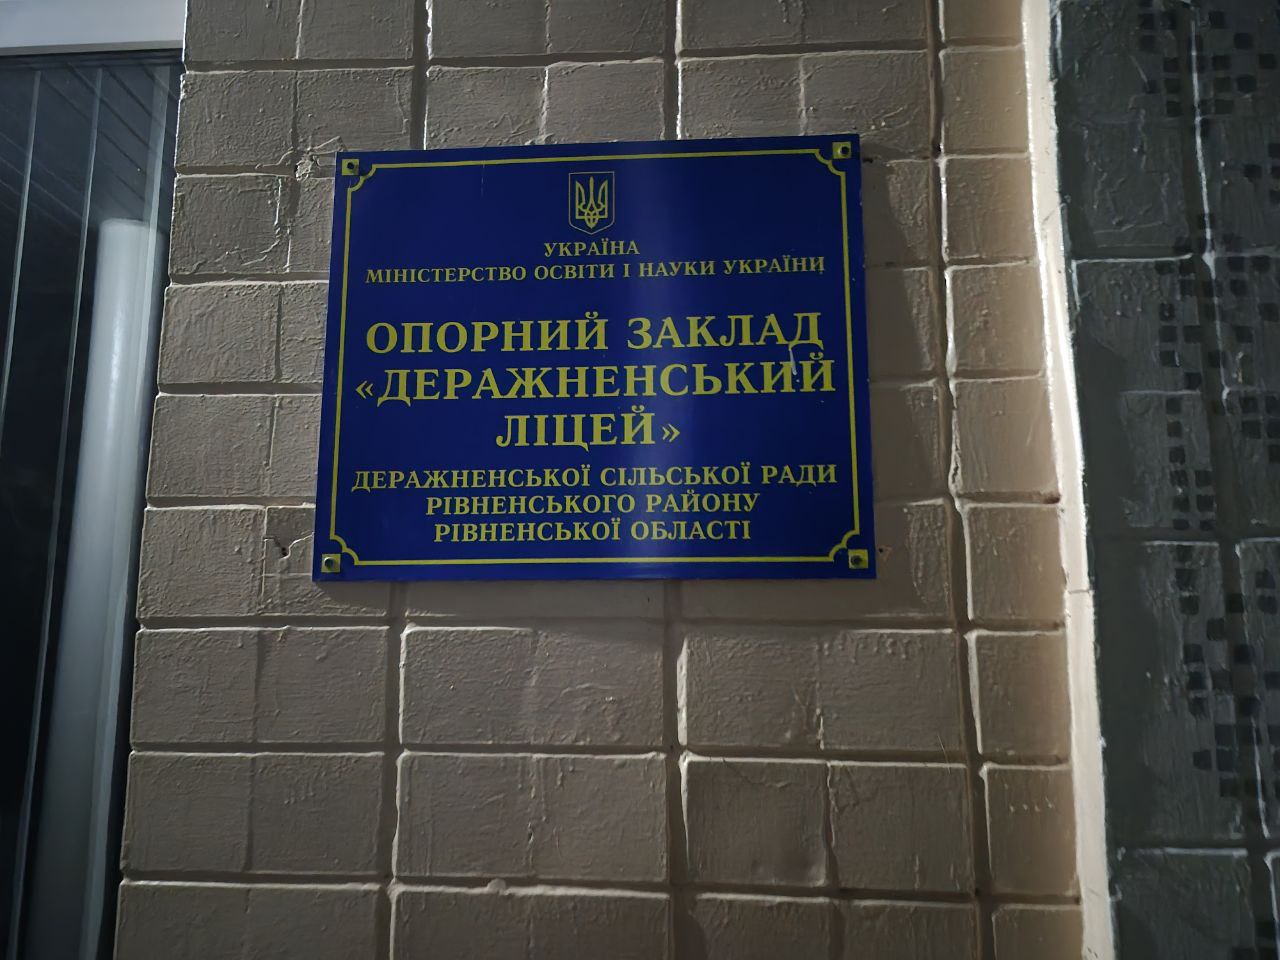 УКРАЇНА
МІНІСТЕРСТВО ОСВІТИ І НАУКИ УКРАЇНИ
ОПОРНИЙ ЗАКЛАД
«ДЕРАЖНЕНСЬКИЙ
ЛІЦЕЙ»
ДЕРАЖНЕНСЬКОЇ СІЛЬСЬКОЇ РАДИ
РІВНЕНСЬКОГО РАЙОНУ
РІВНЕНСЬКОЇ ОБЛАСТІ